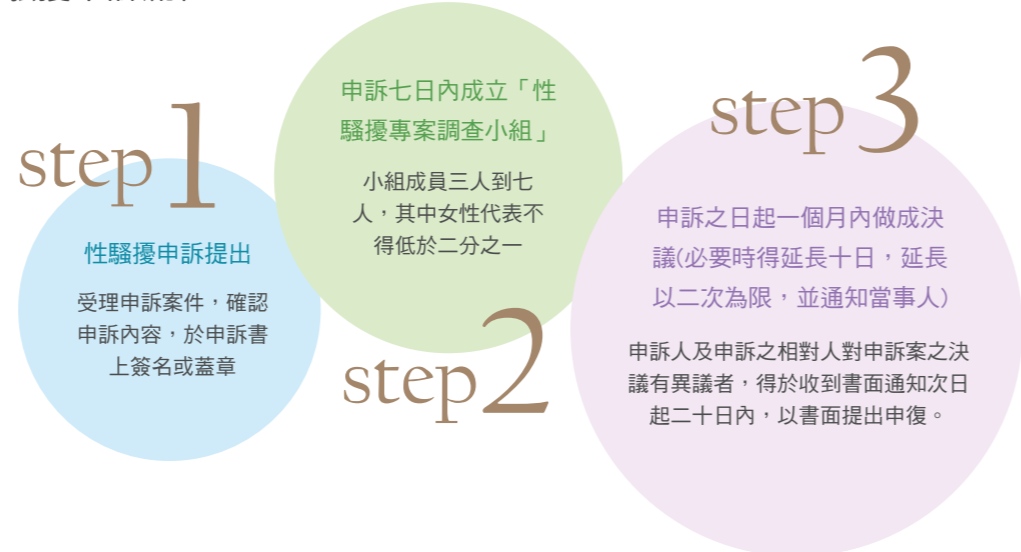 step 1
性騷擾申訴提出
受理申訴案件，確認
申訴內容，於申訴書
上簽名或蓋章
申訴七日內成立「性
騷擾專案調查小組」
小組成員三人到七
人，其中女性代表不
得低於二分之一
step 2
step 3
申訴之日起一個月內做成決
議(必要時得延長十日，延長
以二次為限，並通知當事人)
申訴人及申訴之相對人對申訴案之決
議有異議者，得於收到書面通知次日
起二十日內，以書面提出申復。